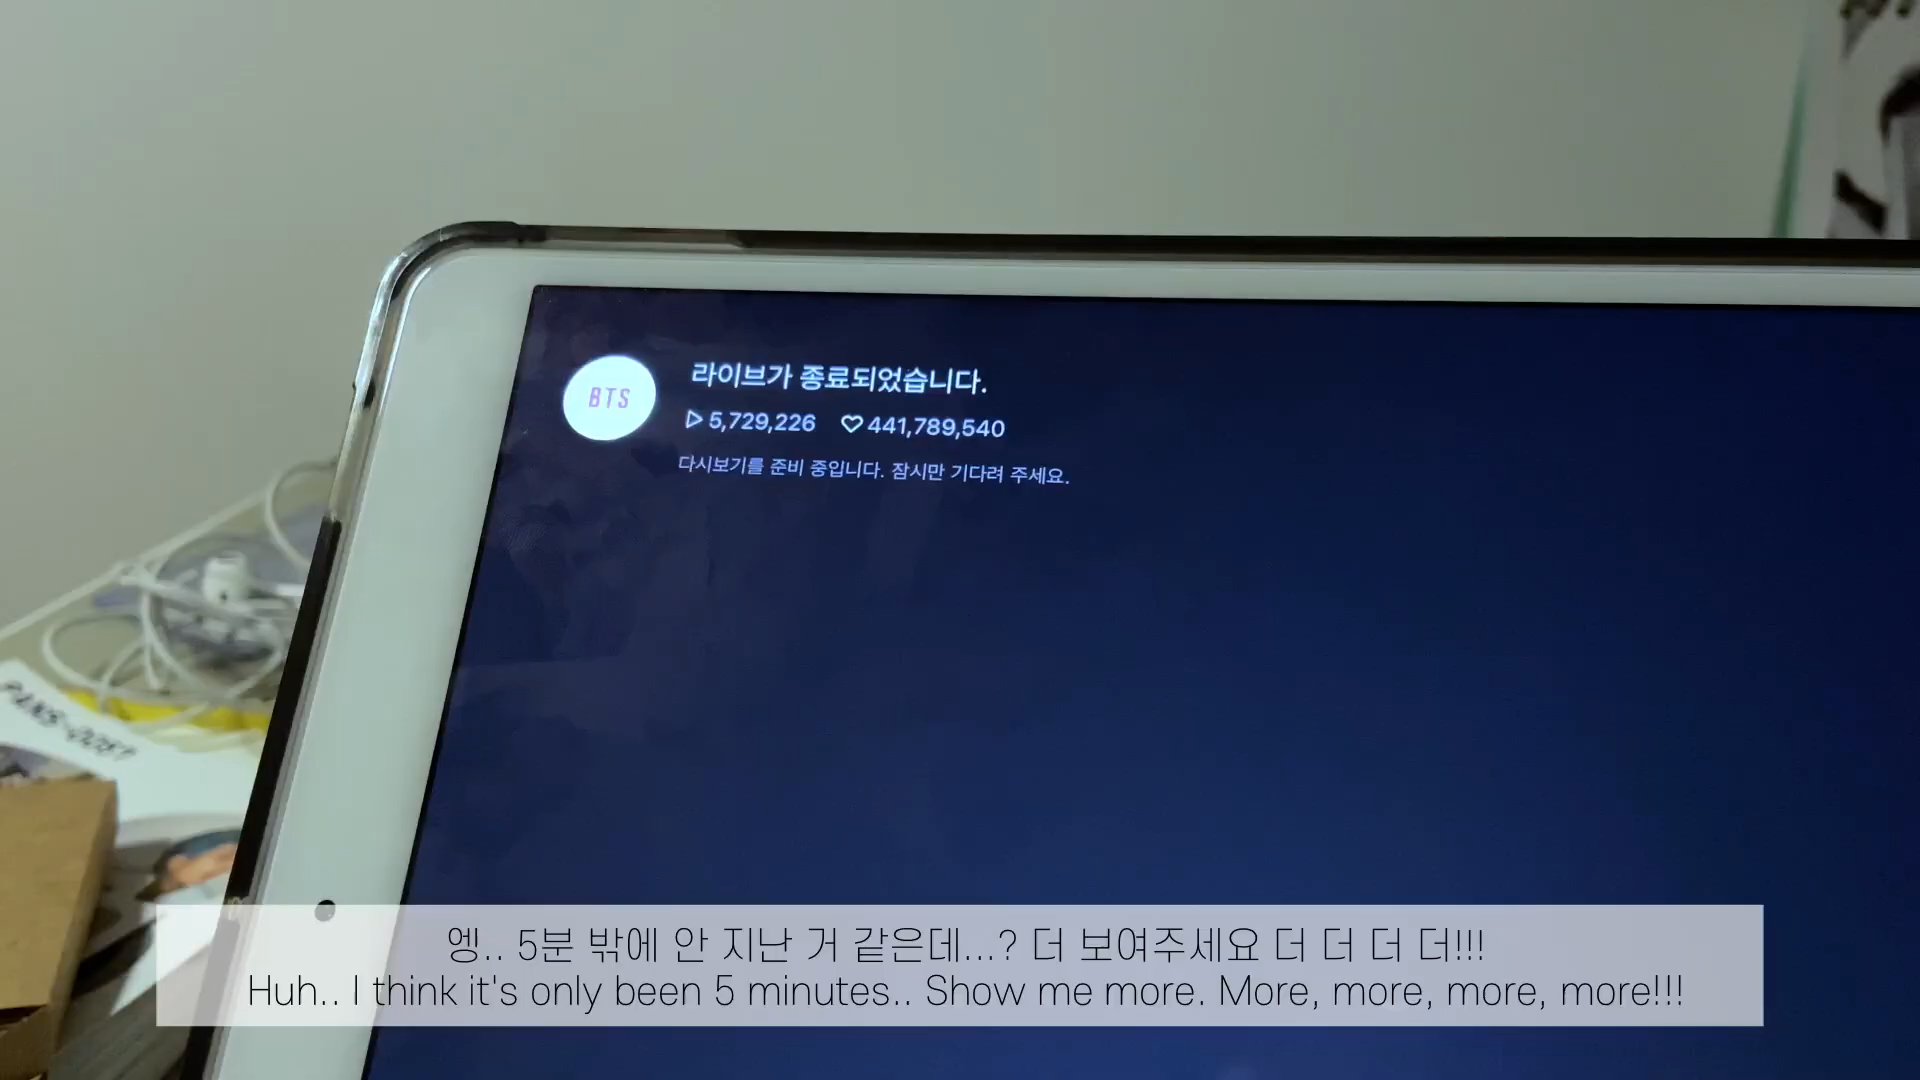 BTS
라이브가 종료되었습니다.
5,729,226 441,789,540
다시보기를 준비 중입니다. 잠시만 기다려 주세요.
엥.. 5분 밖에 안 지난 거 같은데...? 더 보여주세요 더 더 더 더!!!
Huh.. I think it's only been 5 minutes.. Show me more. More, more, more, more!!!